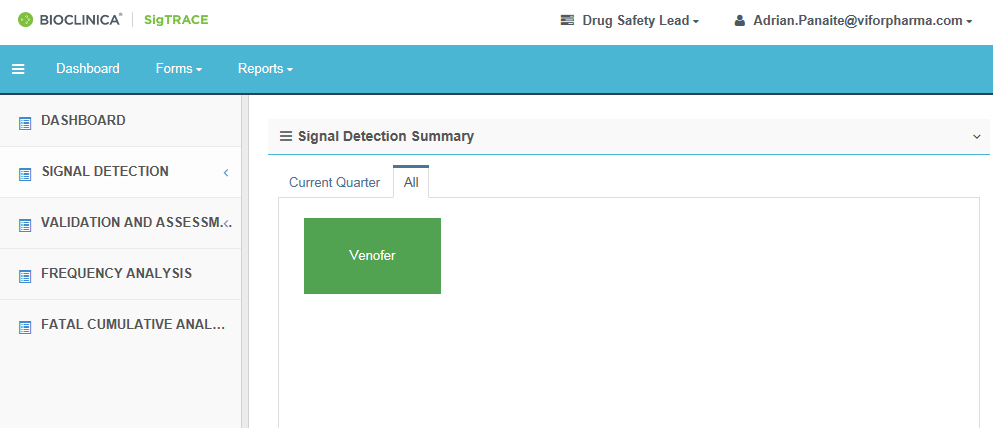 BIOCLINICA® SigTRACE Drug Safety Lead Adrian.Panaite@viforpharma.com
Dashboard Forms Reports
DASHBOARD
SIGNAL DETECTION
VALIDATION AND ASSESSM...
FREQUENCY ANALYSIS
FATAL CUMULATIVE ANAL...
Signal Detection Summary
Current Quarter All
Venofer